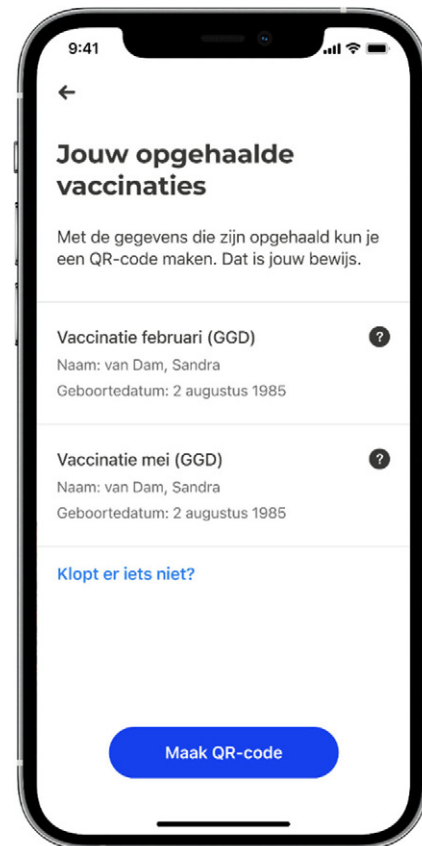 9:41
Jouw opgehaalde
vaccinaties
Met de gegevens die zijn opgehaald kun je
een QR-code maken. Dat is jouw bewijs.
Vaccinatie februari (GGD)
?
Naam: van Dam, Sandra
Geboortedatum: 2 augustus 1985
Vaccinatie mei (GGD)
?
Naam: van Dam, Sandra
Geboortedatum: 2 augustus 1985
Klopt er iets niet?
Maak QR-code